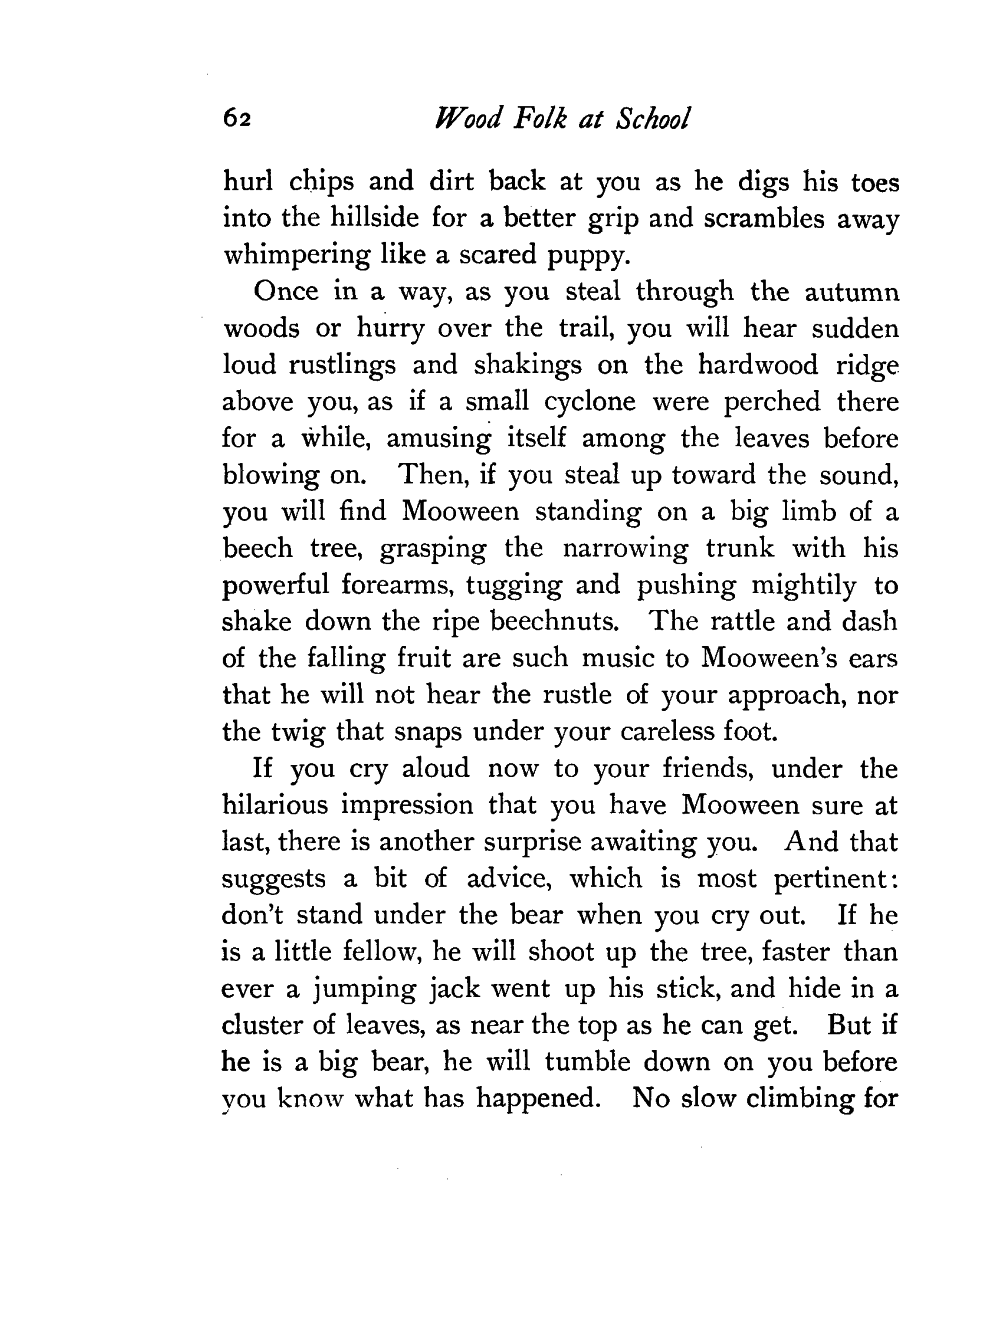 62 Wood Folk at School
hurl chips and dirt back at you as he digs his toes
into the hillside for a better grip and scrambles away
whimpering like a scared puppy.
Once in a way, as you steal through the autumn
woods or hurry over the trail, you will hear sudden
loud rustlings and shakings on the hardwood ridge
above you, as if a small cyclone were perched there
for a while, amusing itself among the leaves before
blowing on. Then, if you steal up toward the sound,
you will find Mooween standing on a big limb of a
beech tree, grasping the narrowing trunk with his
powerful forearms, tugging and pushing mightily to
shake down the ripe beechnuts. The rattle and dash
of the falling fruit are such music to Mooween's ears
that he will not hear the rustle of your approach, nor
the twig that snaps under your careless foot.
If you cry aloud now to your friends, under the
hilarious impression that you have Mooween sure at
last, there is another surprise awaiting you. And that
suggests a bit of advice, which is most pertinent:
don't stand under the bear when you cry out. If he
is a little fellow, he will shoot up the tree, faster than
ever a jumping jack went up his stick, and hide in a
cluster of leaves, as near the top as he can get. But if
he is a big bear, he will tumble down on you before
you know what has happened. No slow climbing for